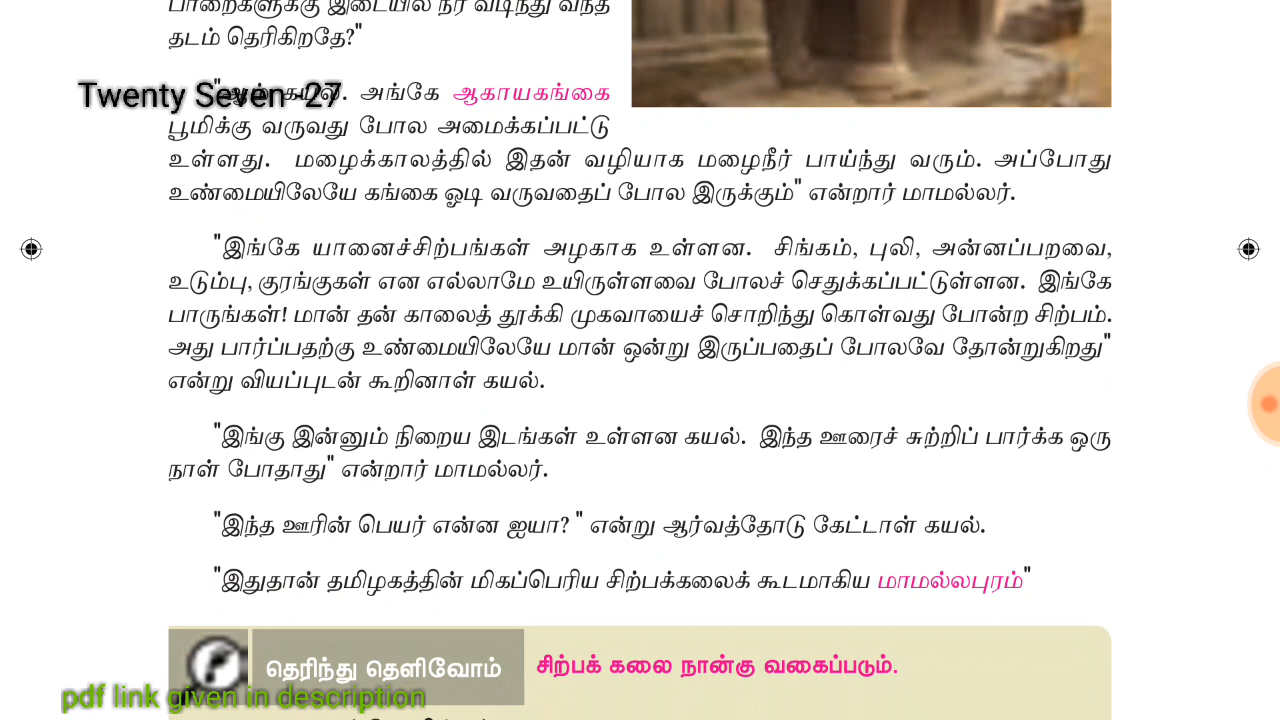 பாறைகளுக்கு இடையில் நீர் வடிந்து வந்த
தடம் தெரிகிறதே?"
Twenty Seven -27
"ஆம் கயல். அங்கே ஆகாயகங்கை
பூமிக்கு வருவது போல அமைக்கப்பட்டு
உள்ளது. மழைக்காலத்தில் இதன் வழியாக மழைநீர் பாய்ந்து வரும். அப்போது
உண்மையிலேயே கங்கை ஓடி வருவதைப் போல இருக்கும்" என்றார் மாமல்லர்.
"இங்கே யானைச்சிற்பங்கள் அழகாக உள்ளன. சிங்கம், புலி, அன்னப்பறவை,
உடும்பு, குரங்குகள் என எல்லாமே உயிருள்ளவை போலச் செதுக்கப்பட்டுள்ளன. இங்கே
பாருங்கள்! மான் தன் காலைத் தூக்கி முகவாயைச் சொறிந்து கொள்வது போன்ற சிற்பம்.
அது பார்ப்பதற்கு உண்மையிலேயே மான் ஒன்று இருப்பதைப் போலவே தோன்றுகிறது"
என்று வியப்புடன் கூறினாள் கயல்.
"இங்கு இன்னும் நிறைய இடங்கள் உள்ளன கயல். இந்த ஊரைச் சுற்றிப் பார்க்க ஒரு
நாள் போதாது" என்றார் மாமல்லர்.
"இந்த ஊரின் பெயர் என்ன ஐயா? " என்று ஆர்வத்தோடு கேட்டாள் கயல்.
"இதுதான் தமிழகத்தின் மிகப்பெரிய சிற்பக்கலைக் கூடமாகிய மாமல்லபுரம்"
தெரிந்து தெளிவோம்
சிற்பக் கலை நான்கு வகைப்படும்.
pdf link given in description